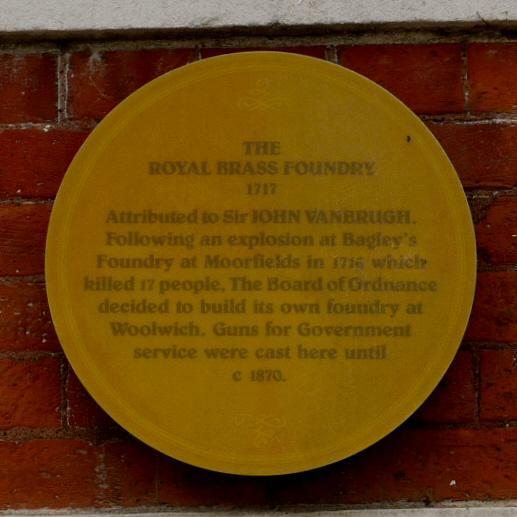 THE
ROYAL BRASS FOUNDRY
1717
Attributed to Sir JOHN VANBRUGH.
Following an explosion at Bagley's
Foundry at Moorfields in 1716 which
killed 17 people, The Board of Ordnance
decided to build its own foundry at
Woolwich. Guns for Government
service were cast here until
c 1870.